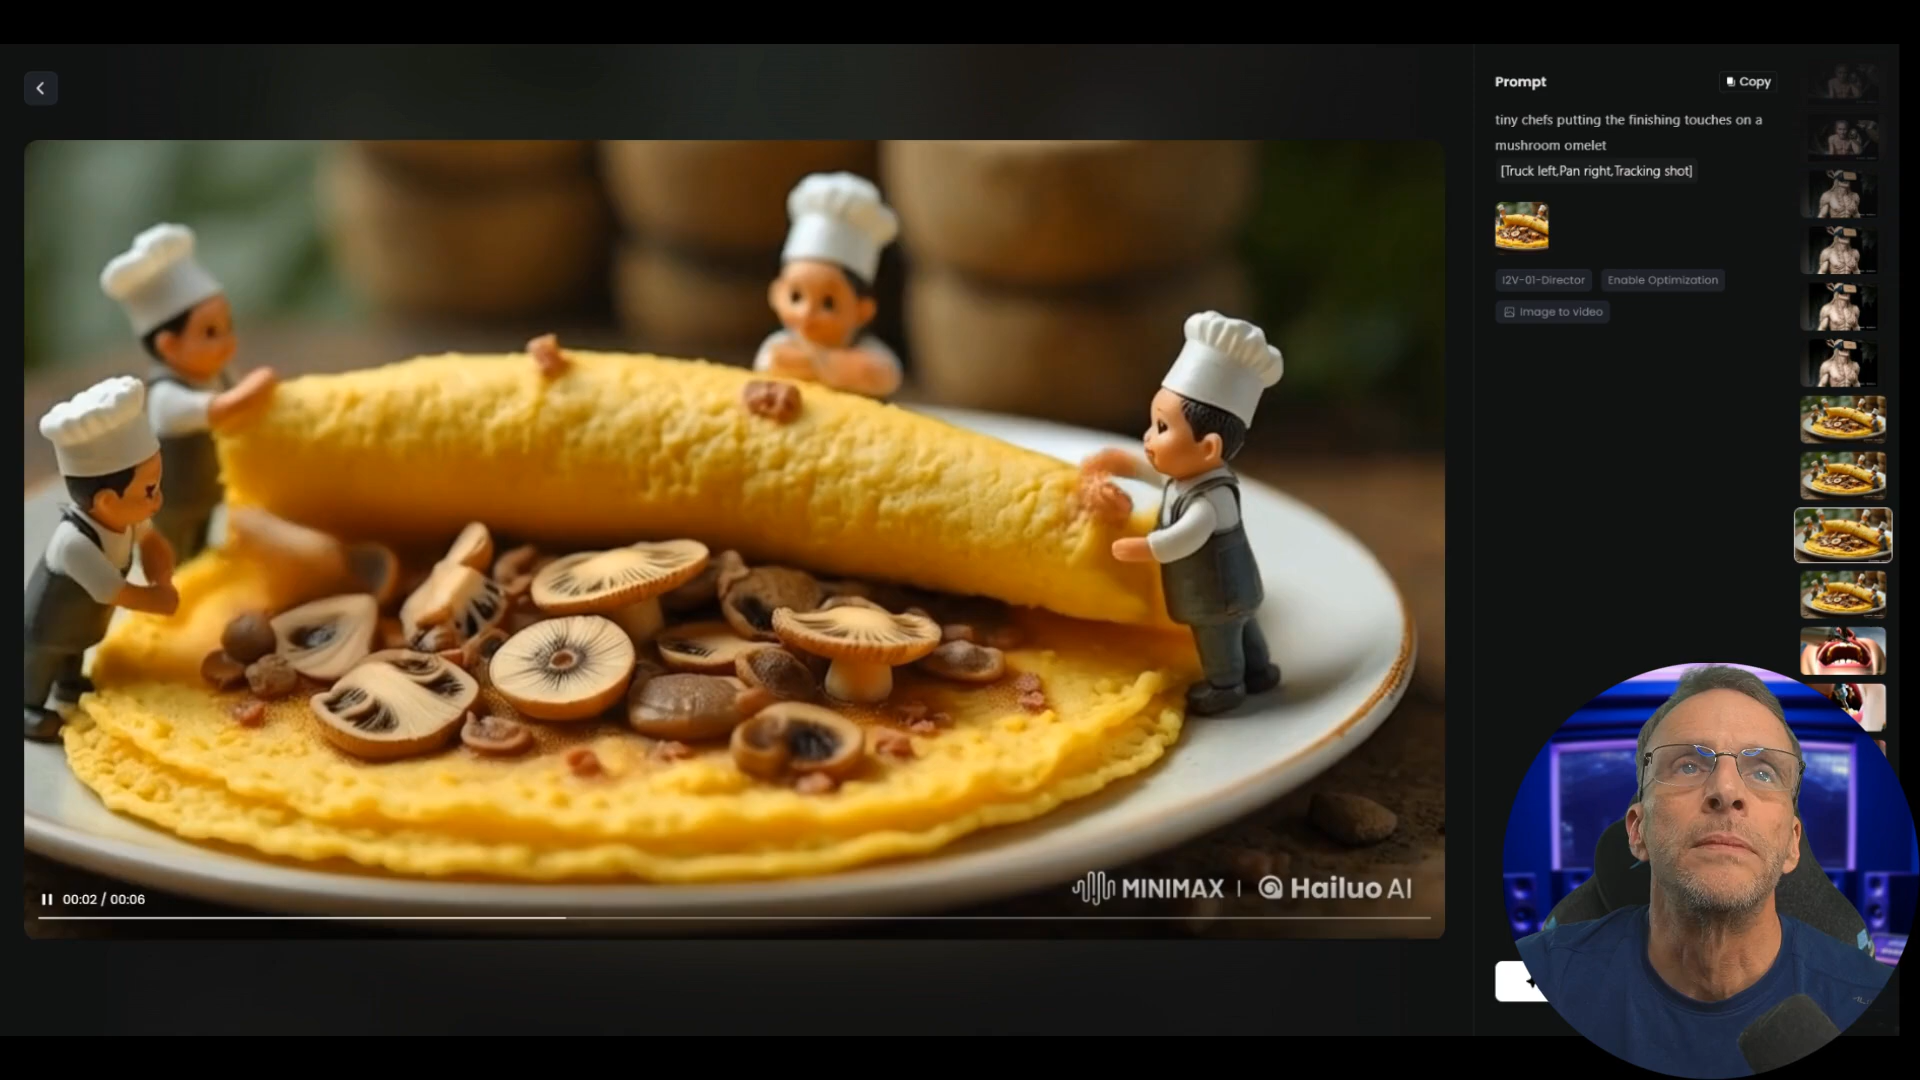 Prompt
Copy
tiny chefs putting the finishing touches on a
mushroom omelet
[Truck left,Pan right,Tracking shot]
I2V-01-Director
Enable Optimization
Image to video
00:02 / 00:06
MINIMAX | Hailuo AI